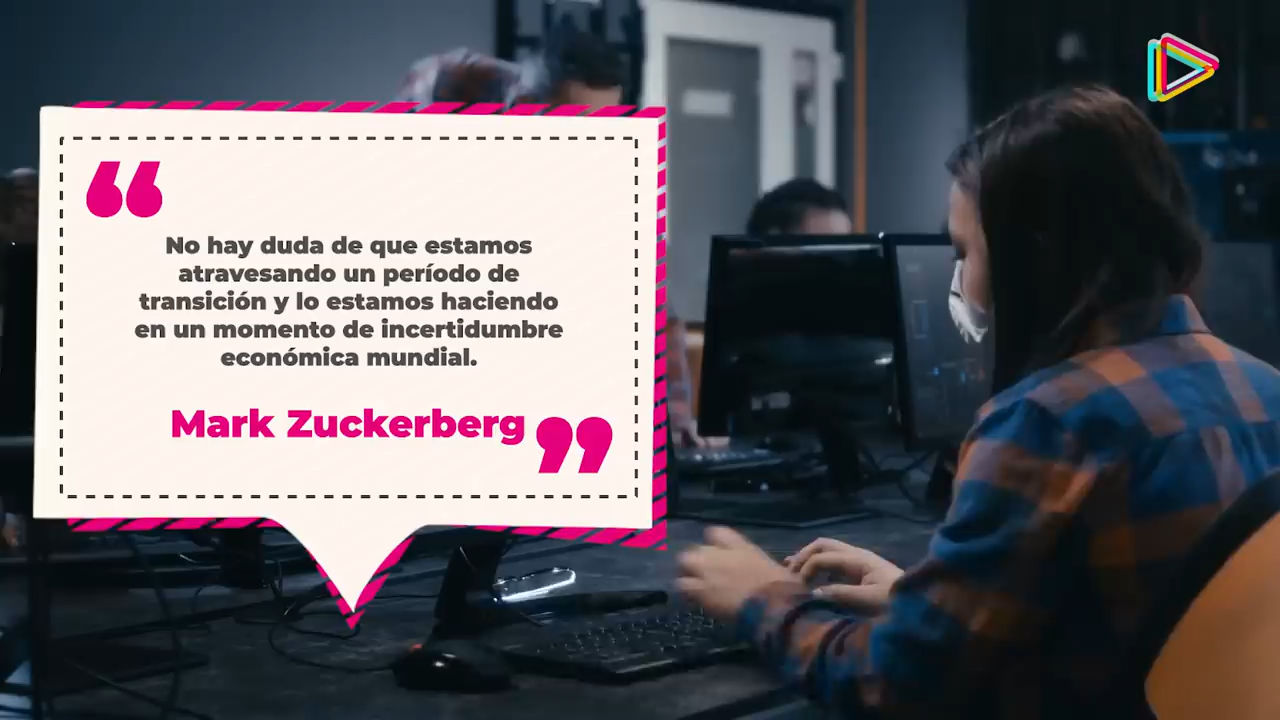 No hay duda de que estamos
atravesando un período de
transición y lo estamos haciendo
en un momento de incertidumbre
económica mundial.
Mark Zuckerberg